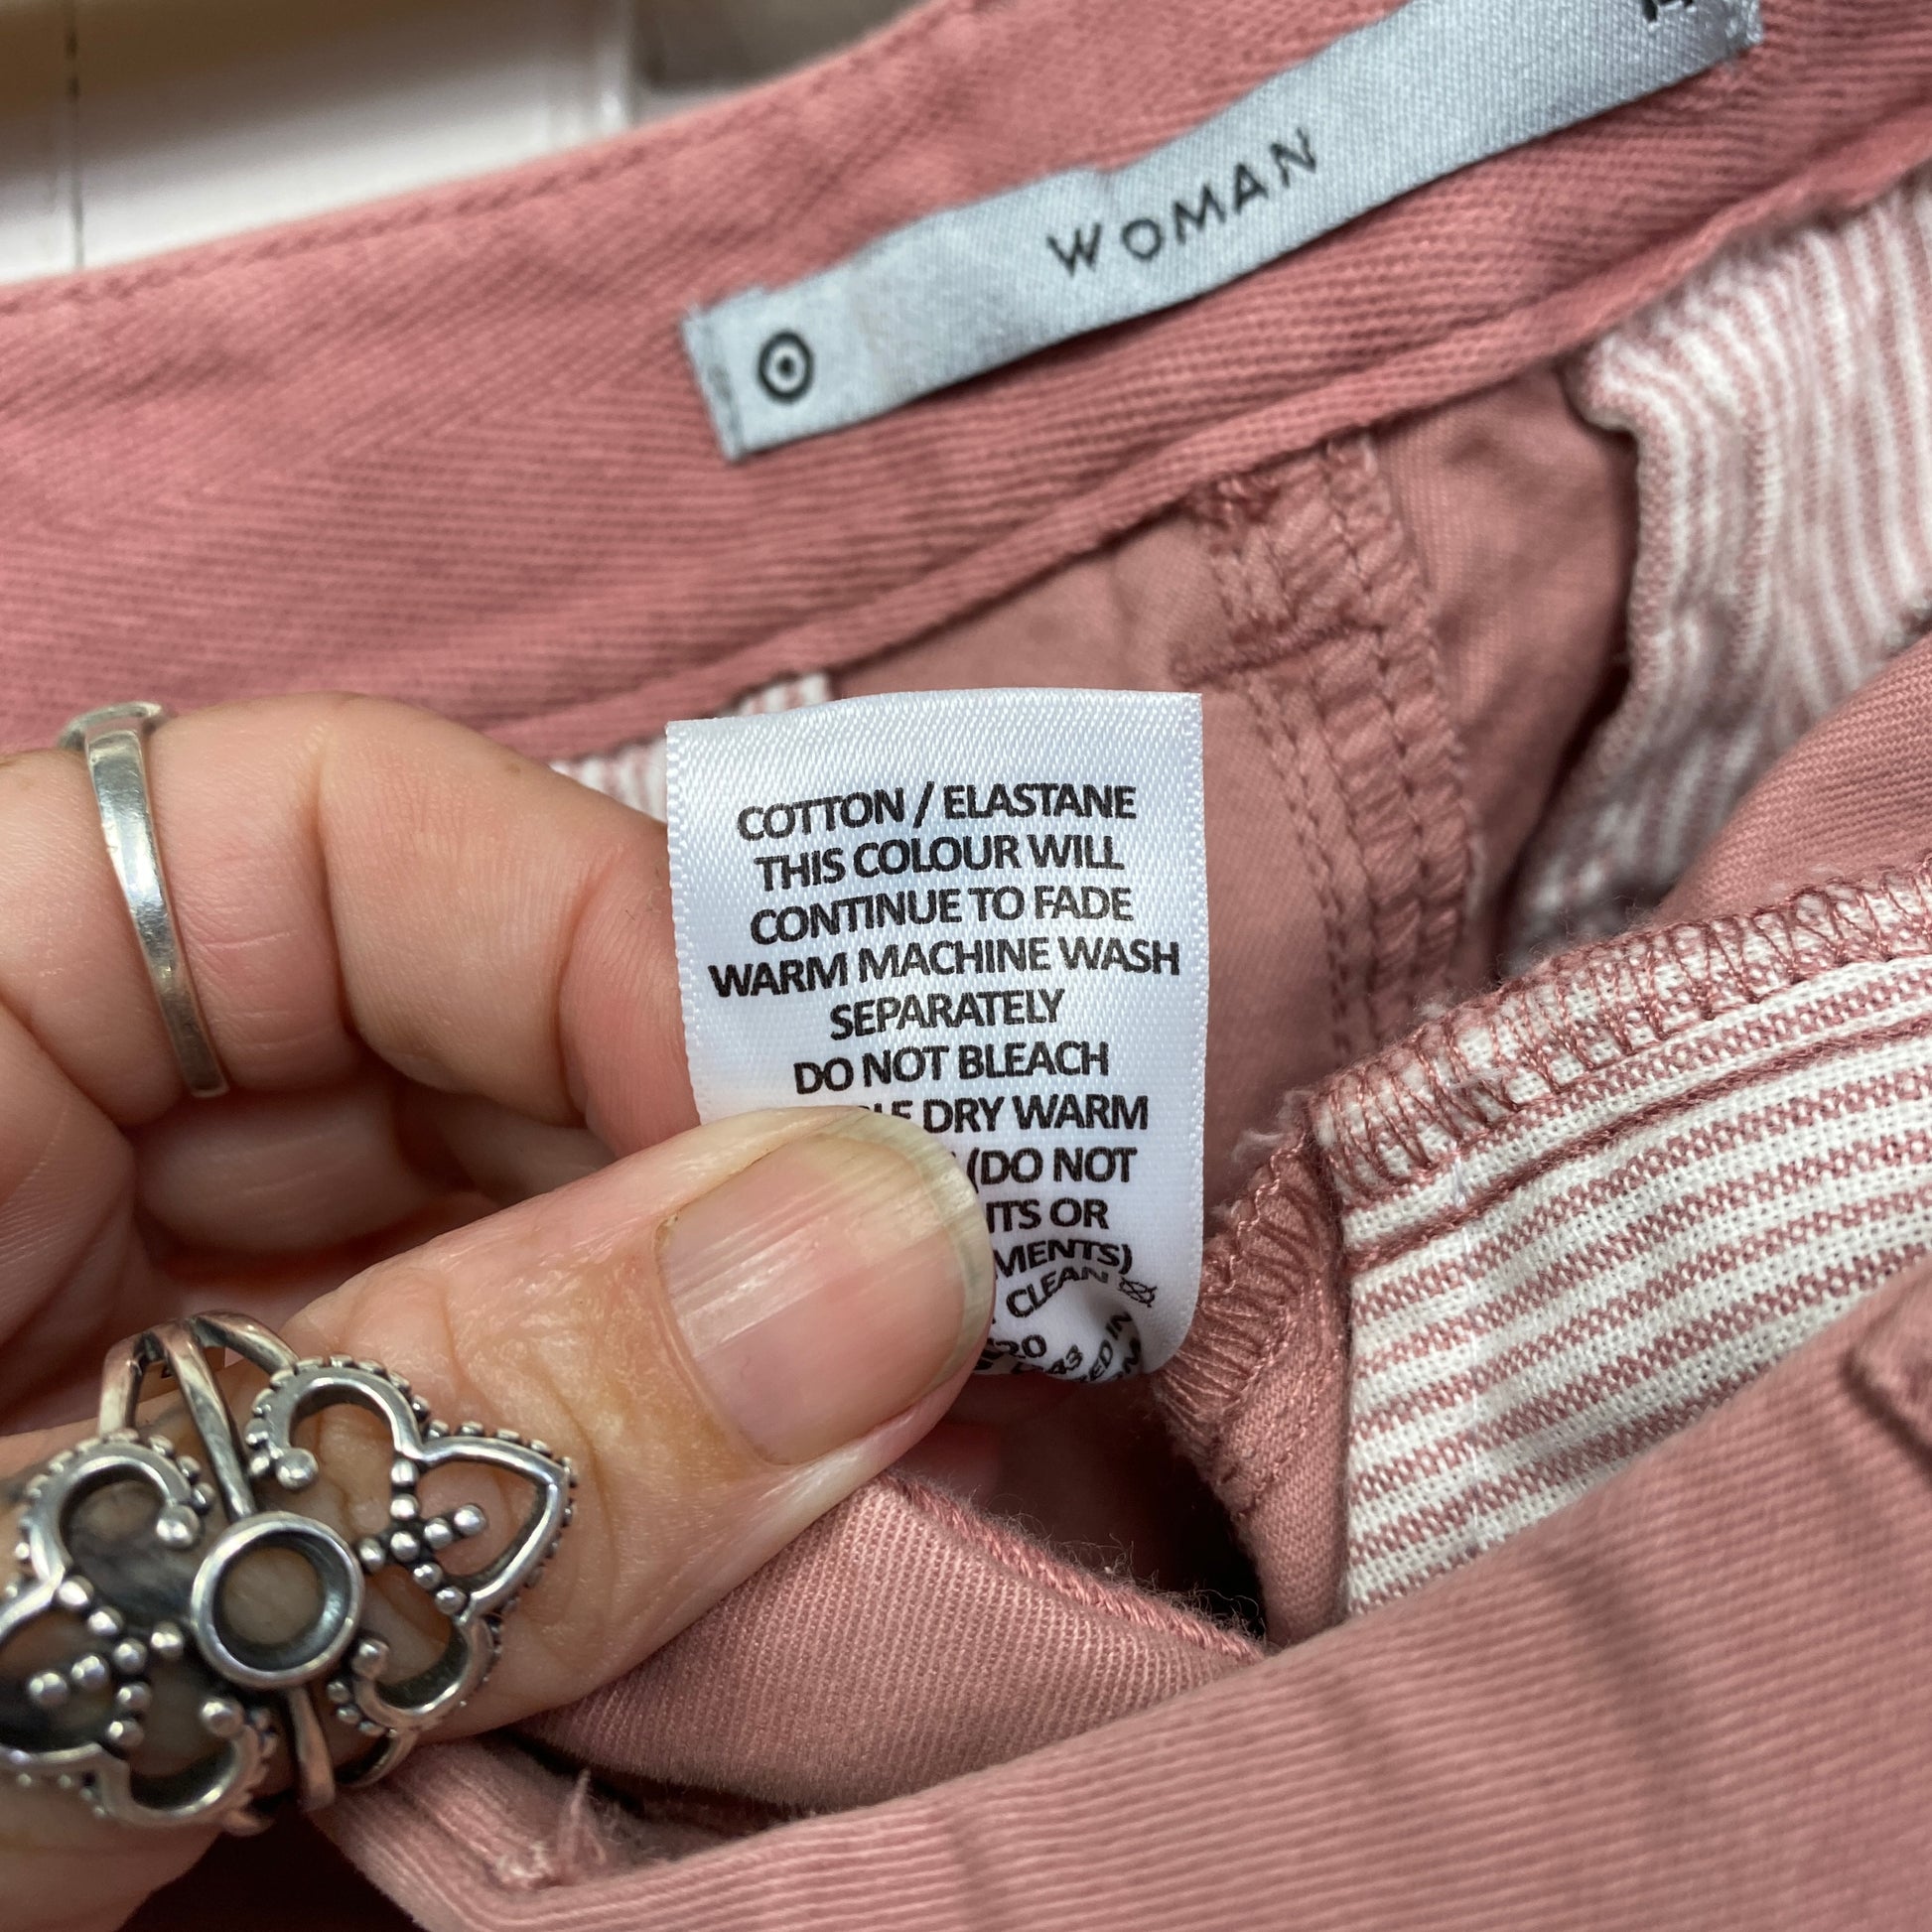 WOMAN
COTTON / ELASTANE
THIS COLOUR WILL
CONTINUE TO FADE
WARM MACHINE WASH
SEPARATELY
DO NOT BLEACH
DRY WARM
(DO NOT
OR
CLEAN